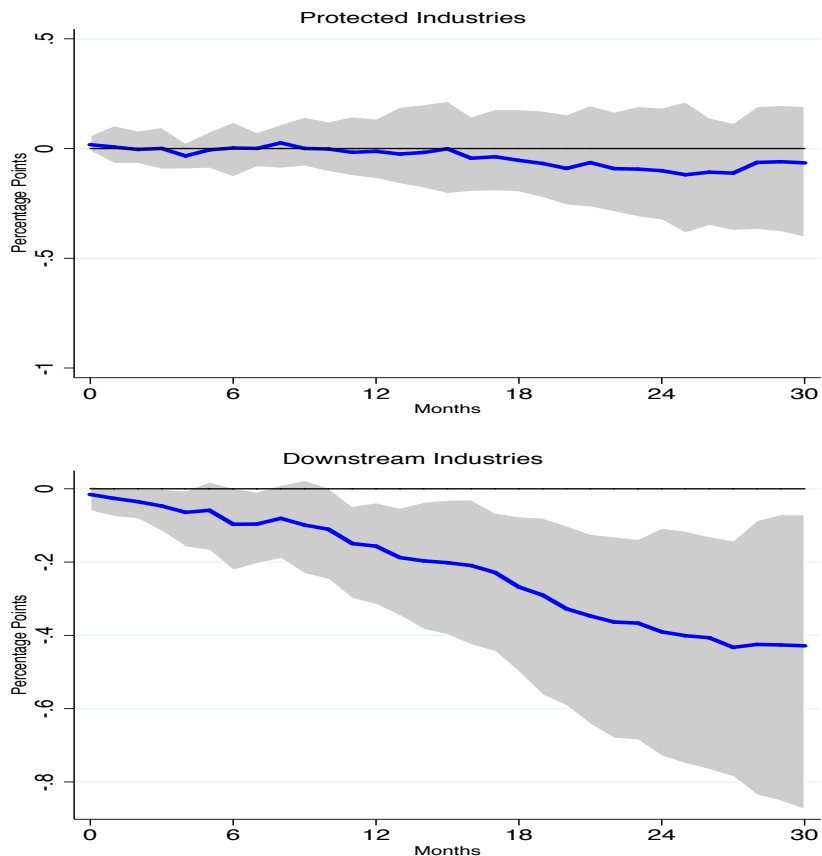 Protected Industries
.5
0
-.5
-1
Percentage Points
0 6 12 18 24 30
Months
Downstream Industries
0
-.2
-.4
-.6
-.8
Percentage Points
0 6 12 18 24 30
Months